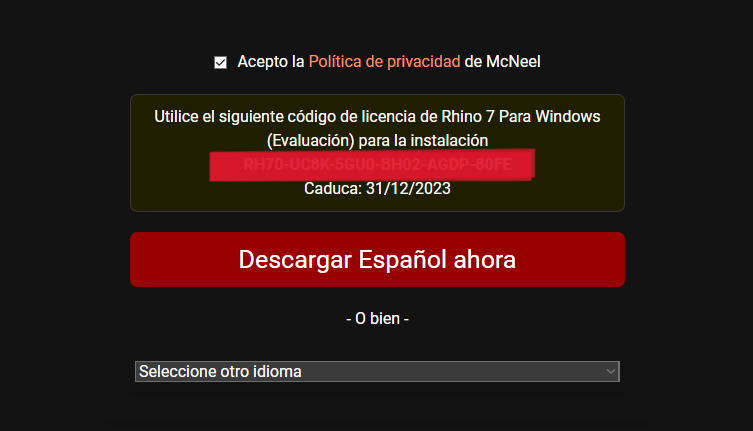 Acepto la Política de privacidad de McNeel
Utilice el siguiente código de licencia de Rhino 7 Para Windows
(Evaluación) para la instalación
Caduca: 31/12/2023
Descargar Español ahora
- O bien -
Seleccione otro idioma